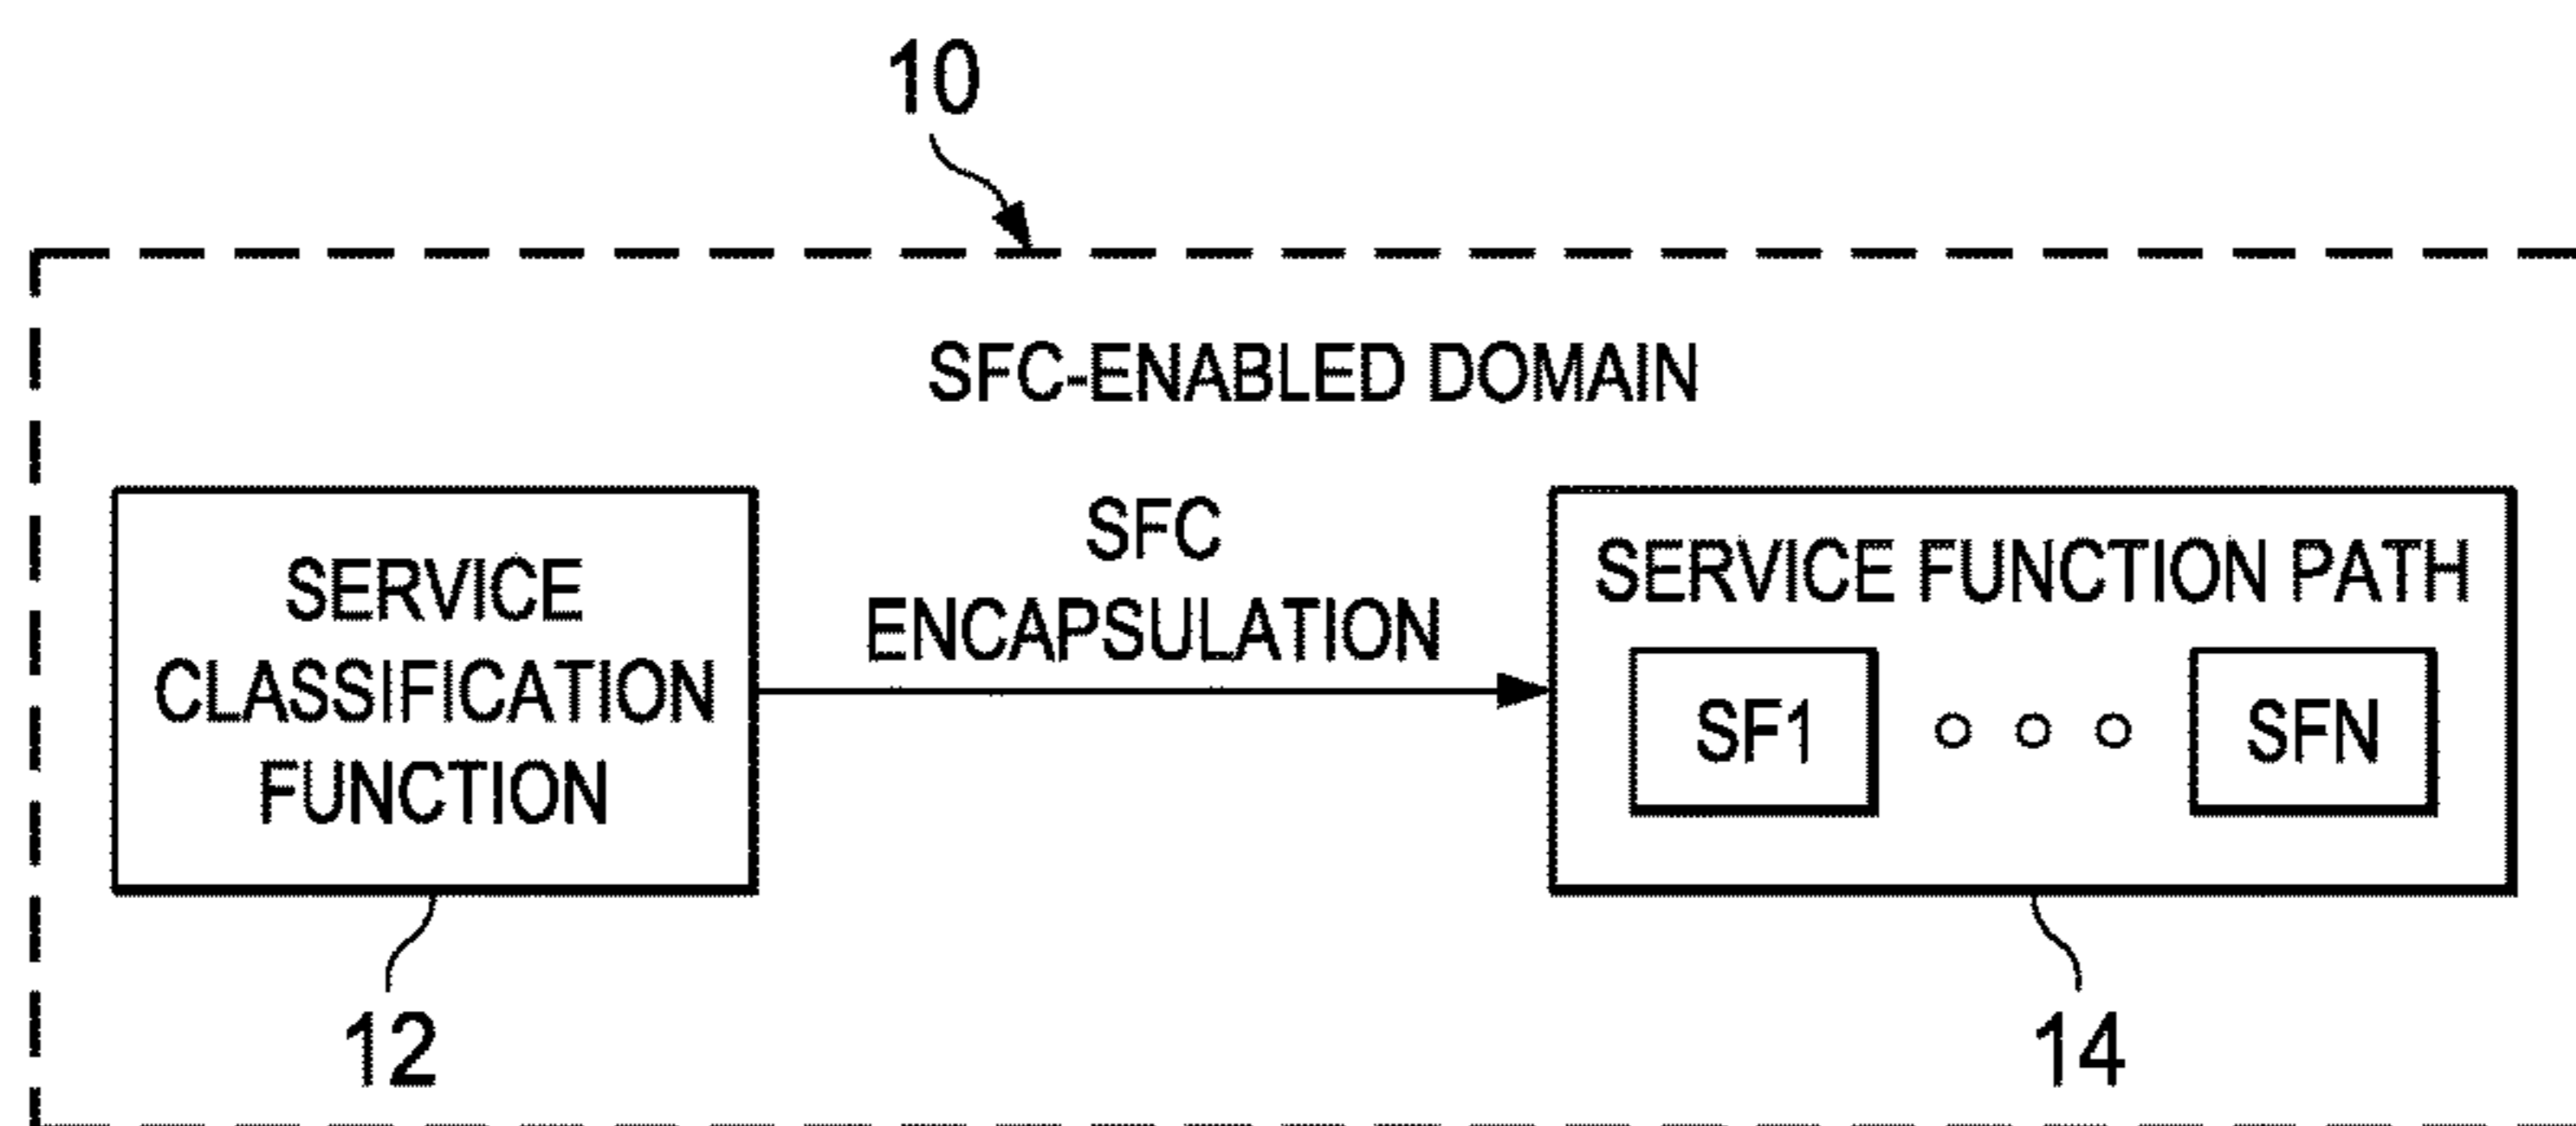 10
SFC-ENABLED DOMAIN
SERVICE
CLASSIFICATION
FUNCTION
SFC
ENCAPSULATION
SERVICE FUNCTION PATH
SF1
SFN
12
14